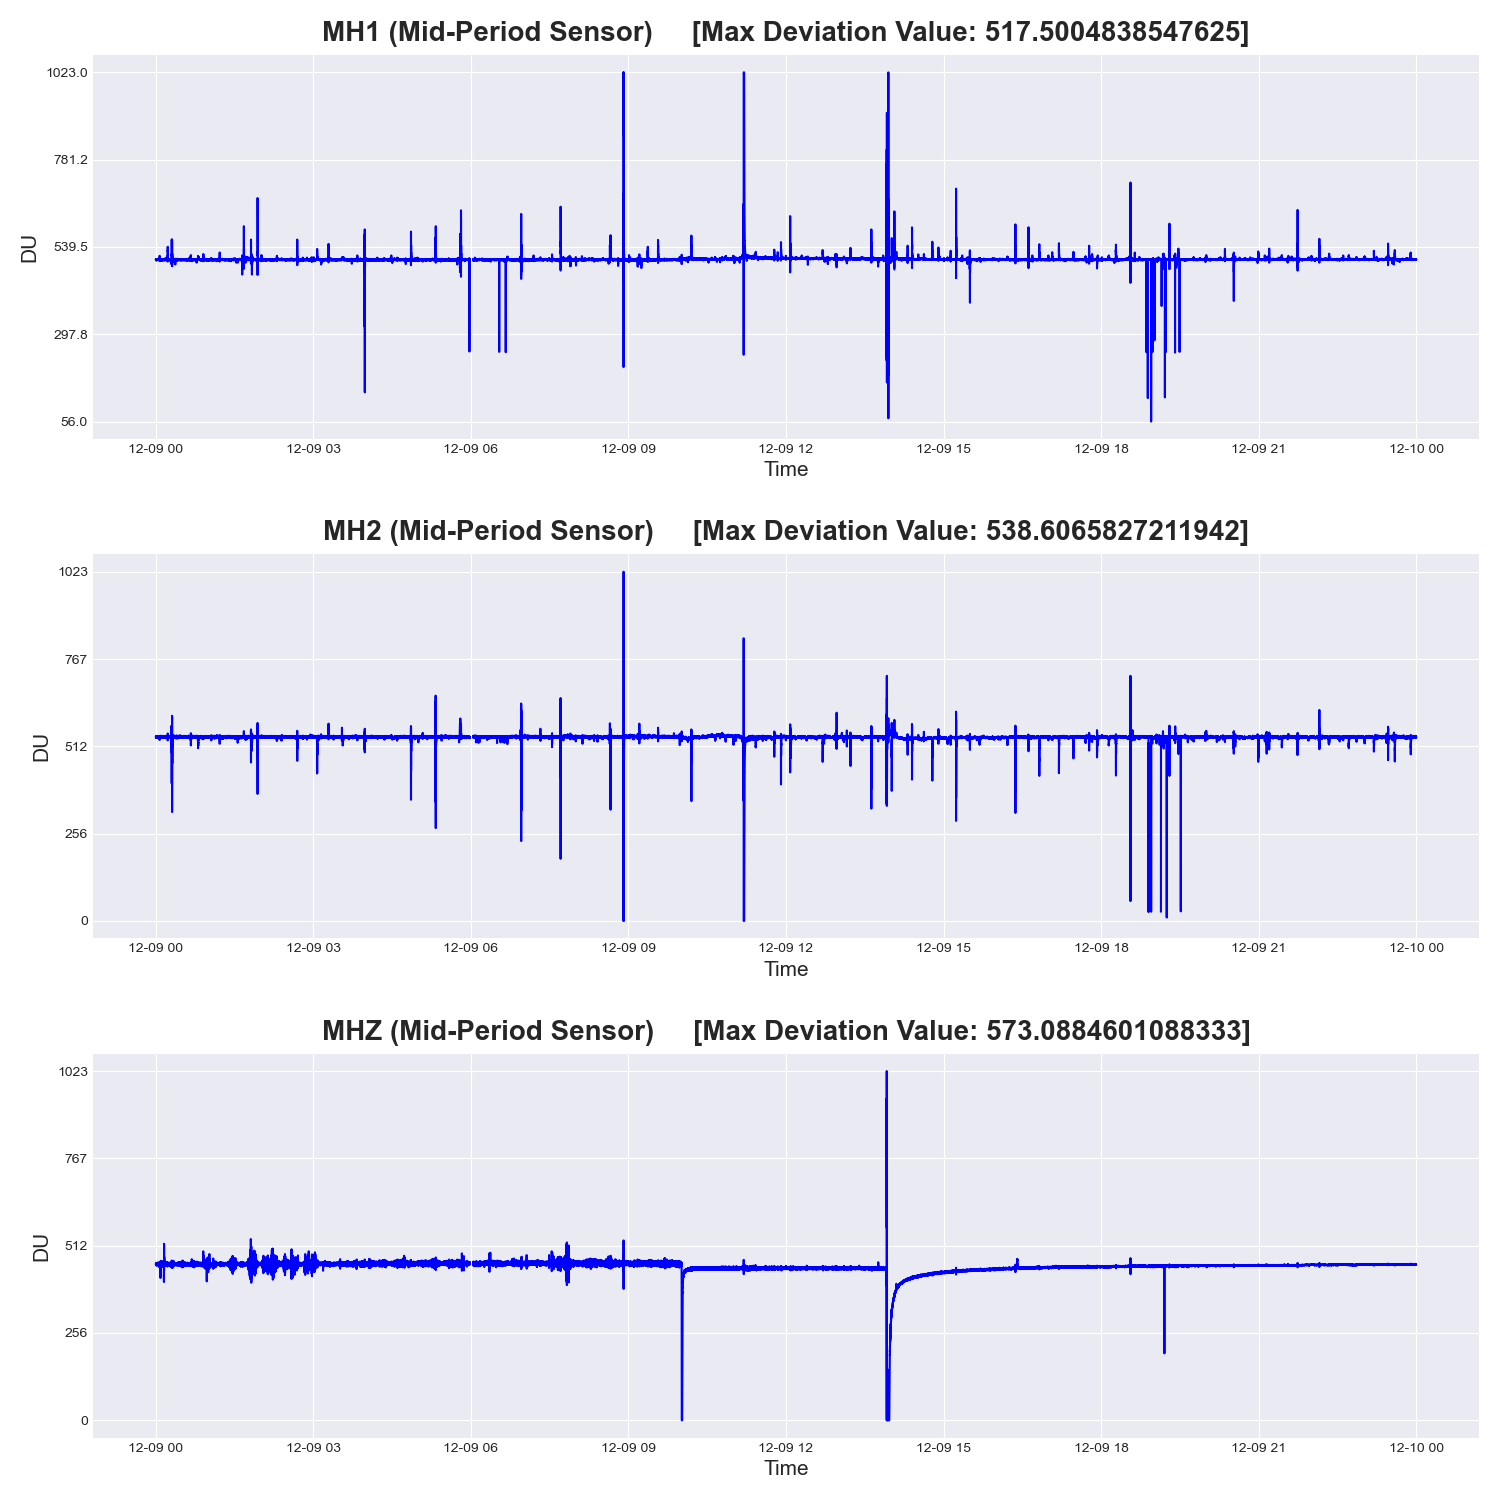 MH1 (Mid-Period Sensor) [Max Deviation Value: 517.5004838547625]
1023.0
781.2
539.5
297.8
56.0
DU
12-09 00 12-09 03 12-09 06 12-09 09 12-09 12 12-09 15 12-09 18 12-09 21 12-10 00
Time
MH2 (Mid-Period Sensor) [Max Deviation Value: 538.6065827211942]
1023
767
512
256
0
DU
12-09 00 12-09 03 12-09 06 12-09 09 12-09 12 12-09 15 12-09 18 12-09 21 12-10 00
Time
MHZ (Mid-Period Sensor) [Max Deviation Value: 573.0884601088333]
1023
767
512
256
0
DU
12-09 00 12-09 03 12-09 06 12-09 09 12-09 12 12-09 15 12-09 18 12-09 21 12-10 00
Time